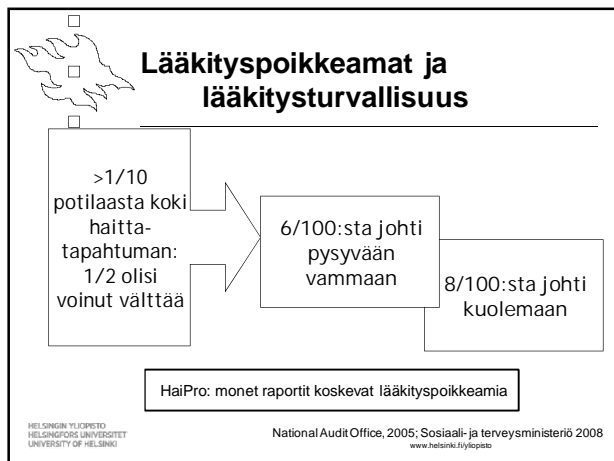 Lääkityspoikkeamat ja
lääkitysturvallisuus
>1/10
potilaasta koki
haitta-
tapahtuman:
1/2 olisi
voinut välttää
6/100:sta johti
pysyvään
vammaan
8/100:sta johti
kuolemaan
HaiPro: monet raportit koskevat lääkityspoikkeamia
HELSINGIN YLIOPISTO
HELSINGFORS UNIVERSITET
UNIVERSITY OF HELSINKI
National Audit Office, 2005; Sosiaali- ja terveysministeriö 2008
www.helsinki.fi/yliopisto